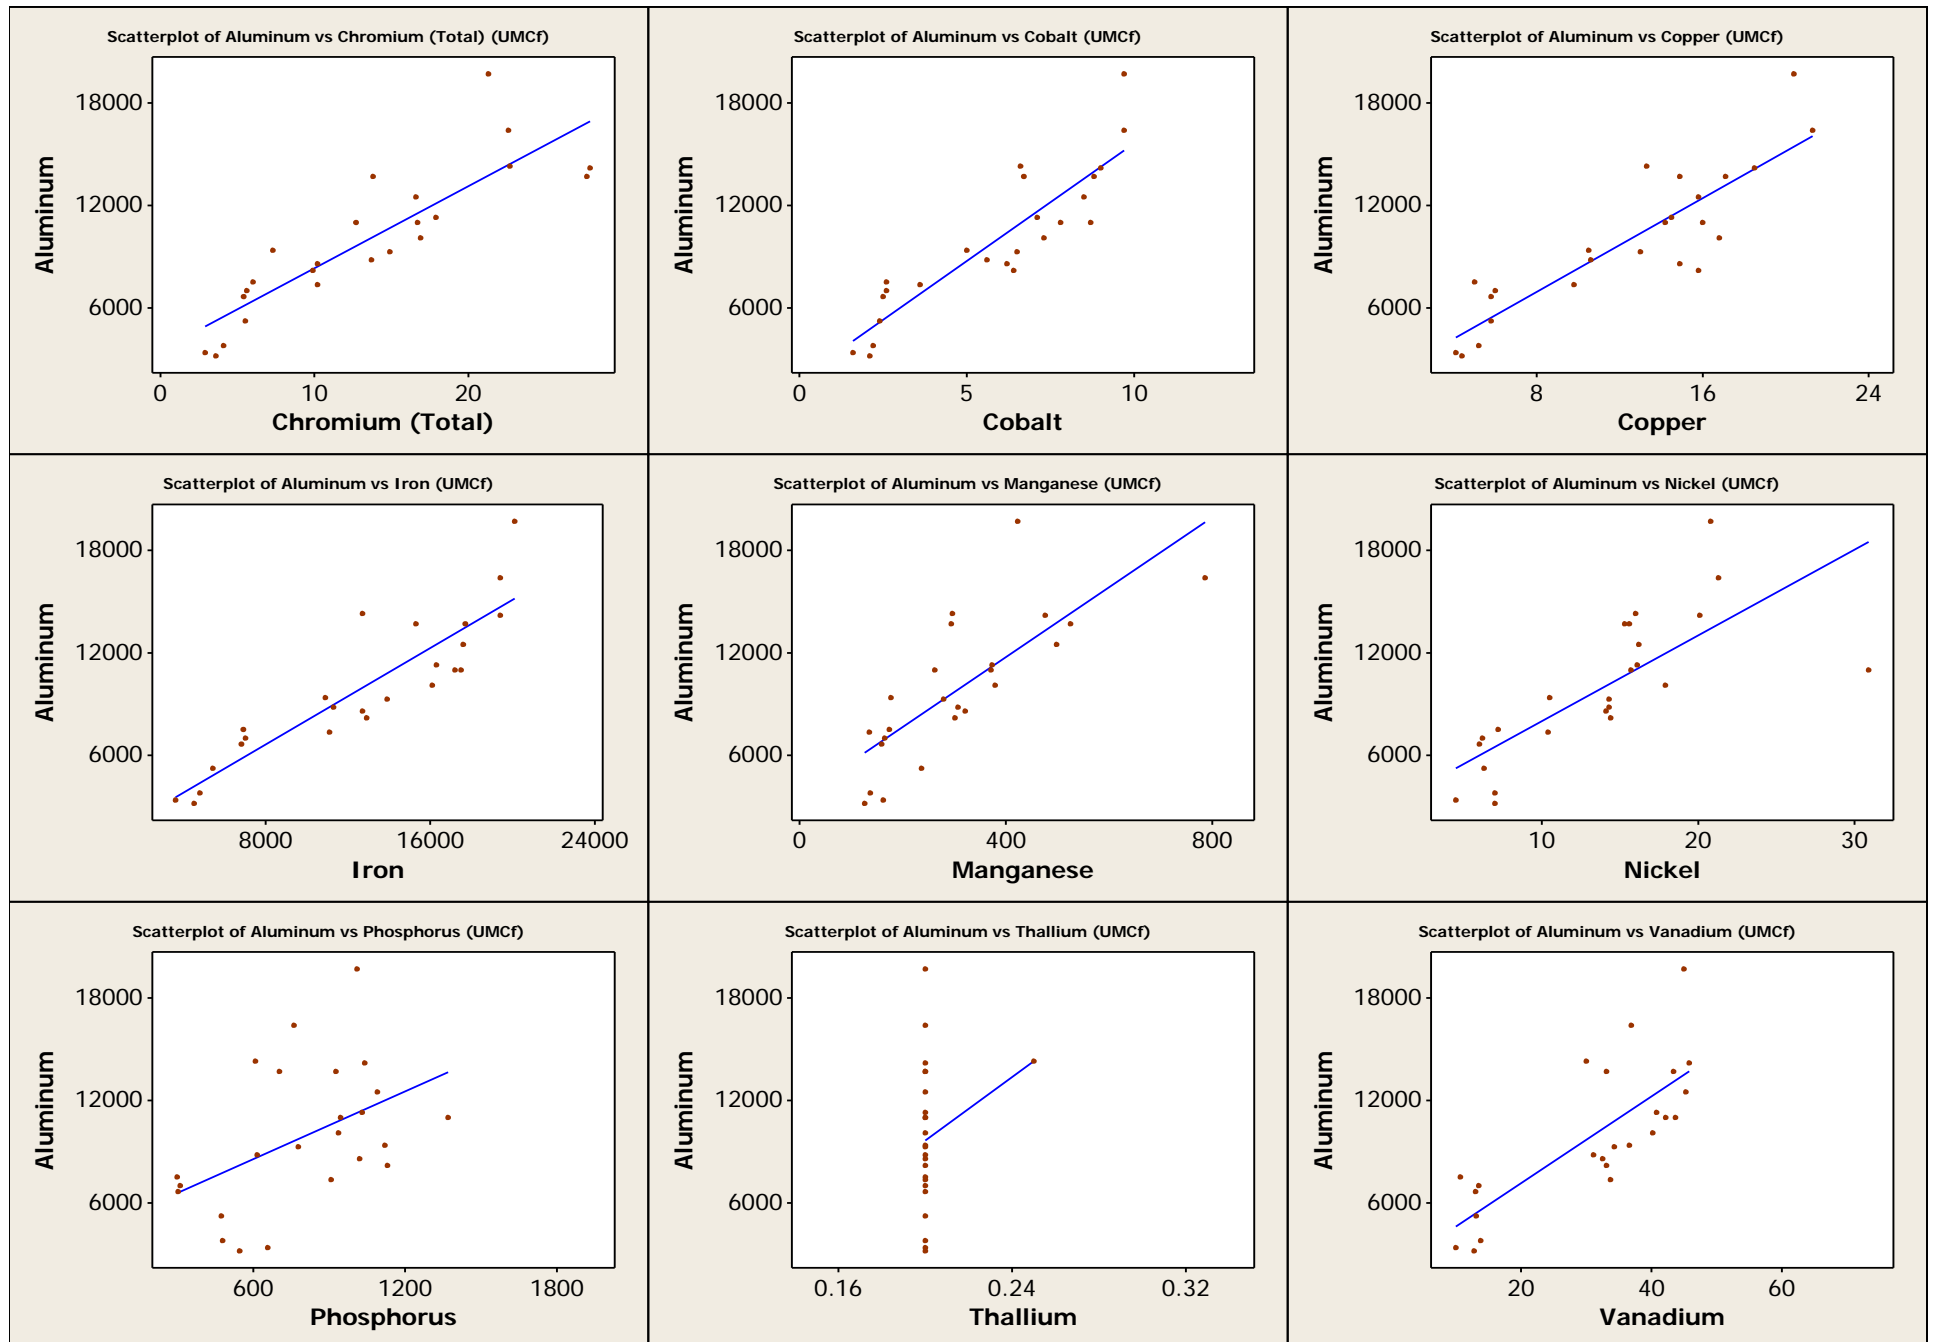 Scatterplot of Aluminum vs Chromium (Total) (UMCf)
18000
12000
6000
Aluminum
0 10 20
Chromium (Total)
Scatterplot of Aluminum vs Cobalt (UMCf)
18000
12000
6000
Aluminum
0 5 10
Cobalt
Scatterplot of Aluminum vs Copper (UMCf)
18000
12000
6000
Aluminum
8 16 24
Copper
Scatterplot of Aluminum vs Iron (UMCf)
18000
12000
6000
Aluminum
8000 16000 24000
Iron
Scatterplot of Aluminum vs Manganese (UMCf)
18000
12000
6000
Aluminum
0 400 800
Manganese
Scatterplot of Aluminum vs Nickel (UMCf)
18000
12000
6000
Aluminum
10 20 30
Nickel
Scatterplot of Aluminum vs Phosphorus (UMCf)
18000
12000
6000
Aluminum
600 1200 1800
Phosphorus
Scatterplot of Aluminum vs Thallium (UMCf)
18000
12000
6000
Aluminum
0.16 0.24 0.32
Thallium
Scatterplot of Aluminum vs Vanadium (UMCf)
18000
12000
6000
Aluminum
20 40 60
Vanadium